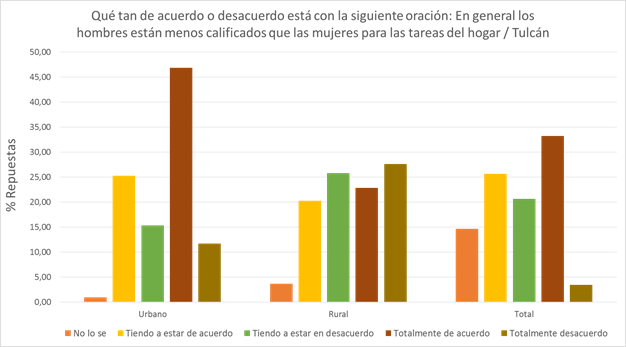 Qué tan de acuerdo o desacuerdo está con la siguiente oración: En general los
hombres están menos calificados que las mujeres para las tareas del hogar / Tulcán
% Repuestas
50,00
45,00
40,00
35,00
30,00
25,00
20,00
15,00
10,00
5,00
0,00
Urbano Rural Total
No lo se Tiendo a estar de acuerdo Tiendo a estar en desacuerdo Totalmente de acuerdo Totalmente desacuerdo